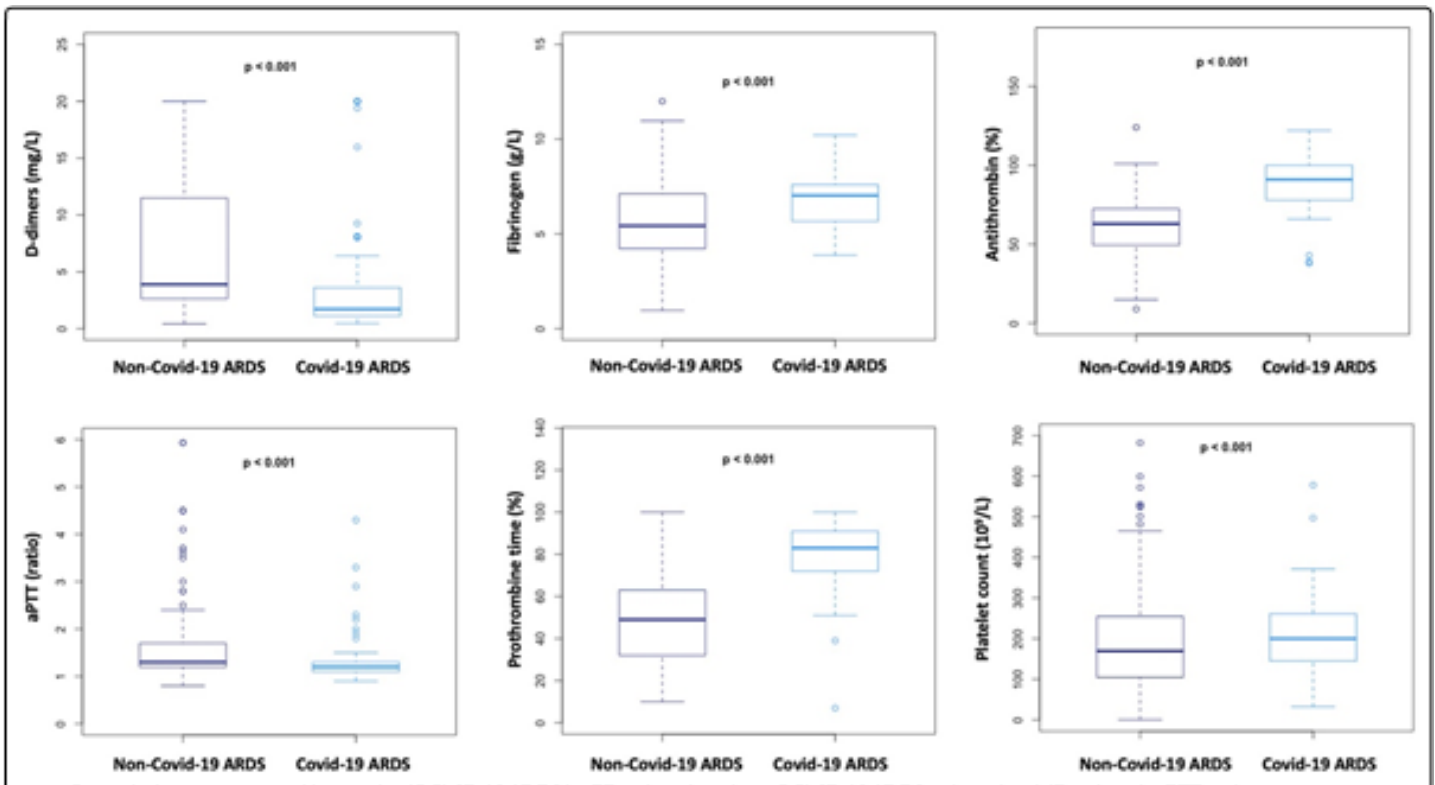 D-dimers (mg/L)
25
20
15
10
5
0
p < 0.001
Non-Covid-19 ARDS Covid-19 ARDS
Fibrinogen (g/L)
15
10
5
0
p < 0.001
Non-Covid-19 ARDS Covid-19 ARDS
Antithrombin (%)
150
100
50
0
p < 0.001
Non-Covid-19 ARDS Covid-19 ARDS
aPTT (ratio)
6
5
4
3
2
1
0
p < 0.001
Non-Covid-19 ARDS Covid-19 ARDS
Prothrombine time (%)
140
120
100
80
60
40
20
0
p < 0.001
Non-Covid-19 ARDS Covid-19 ARDS
Platelet count (10⁹/L)
700
600
500
400
300
200
100
0
p < 0.001
Non-Covid-19 ARDS Covid-19 ARDS